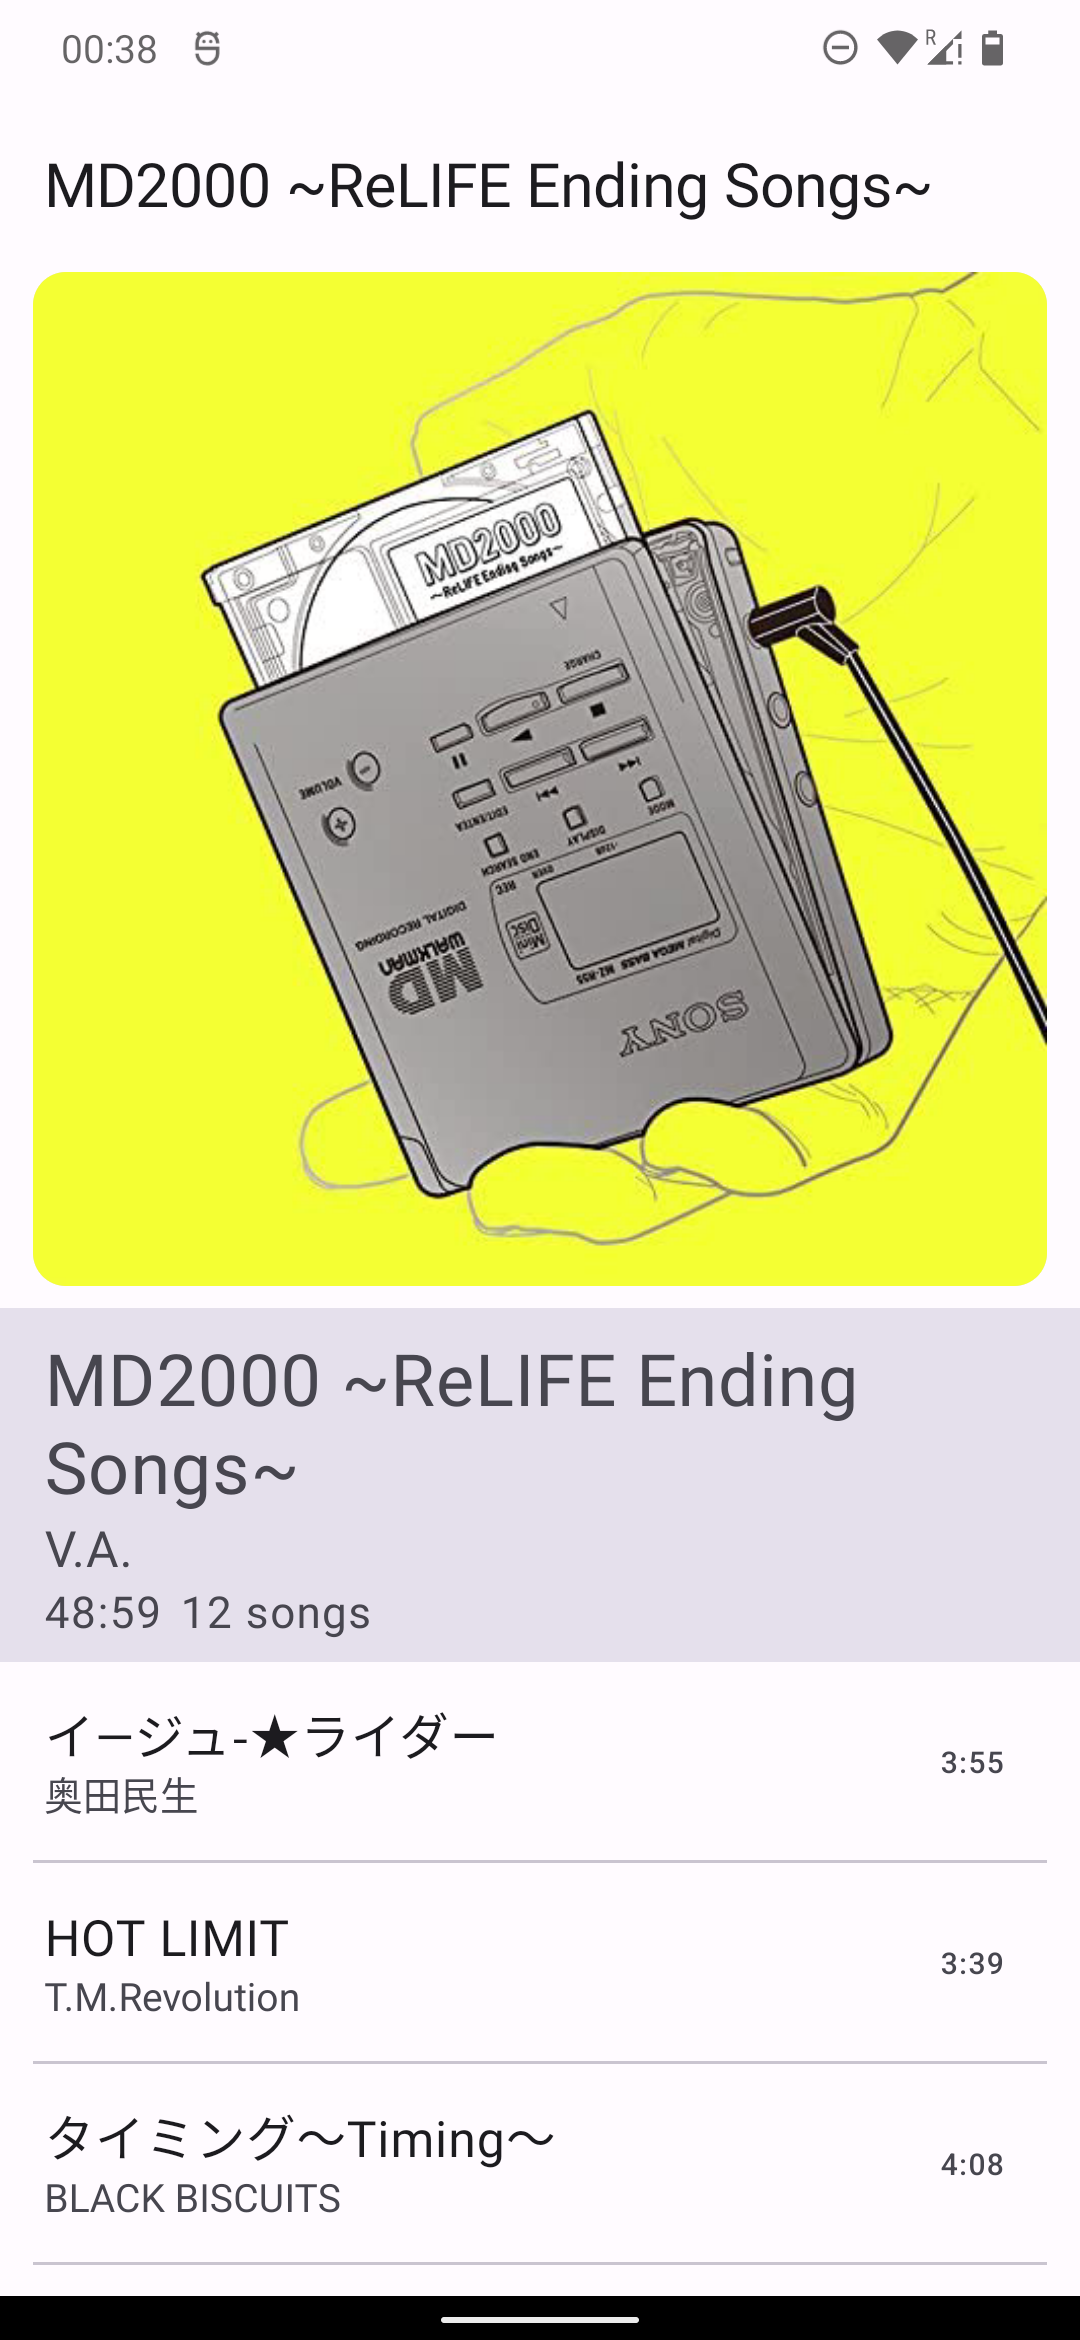 00:38
R
MD2000 ~ReLIFE Ending Songs~
MD2000
~ReLIFE Ending Songs~
CHARGE
VOLUME
EDIT/ENTER
MODE
DISPLAY
END SEARCH
-12dB
OVER
REC
DIGITAL RECORDING
MD
WALKMAN
Mini
Disc
Digital MEGA BASS MZ-R55
SONY
MD2000 ~ReLIFE Ending
Songs~
V.A.
48:59 12 songs
イージュ-★ライダー
奥田民生
3:55
HOT LIMIT
T.M.Revolution
3:39
タイミング～Timing～
BLACK BISCUITS
4:08